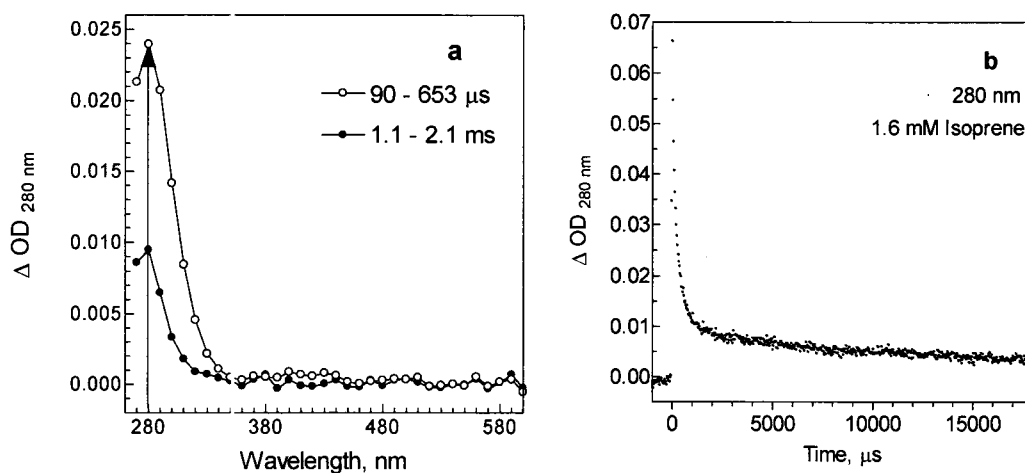 a
90 - 653 µs
1.1 - 2.1 ms
0.025
0.020
0.015
0.010
0.005
0.000
Δ OD 280 nm
280
380
480
580
Wavelength, nm
b
280 nm
1.6 mM Isoprene
0.07
0.06
0.05
0.04
0.03
0.02
0.01
0.00
Δ OD 280 nm
0
5000
10000
15000
Time, µs